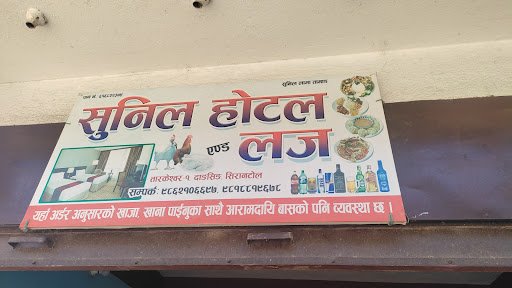 सुनिल लामा तामाङ
सुनिल होटल
एण्ड लज
तारकेश्वर १, दाडसिङ, सिरानटोल
सम्पर्क: ९८६२१०६६९७, ९८१८८१९६७८
यहाँ अर्डर अनुसारको खाजा, खाना पाईनुका साथै आरामदायि बासको पनि व्यवस्था छ ।